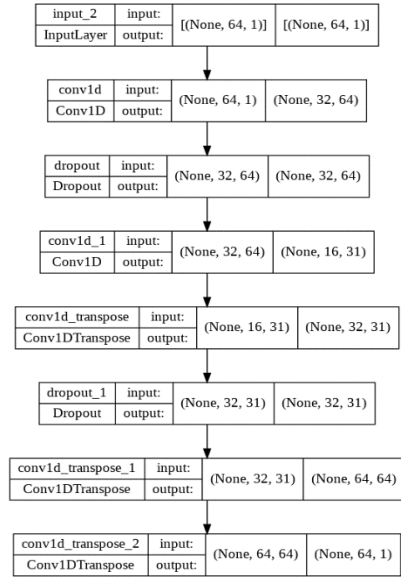 input_2 input: [(None, 64, 1)] [(None, 64, 1)]
InputLayer output:
conv1d input: (None, 64, 1) (None, 32, 64)
Conv1D output:
dropout input: (None, 32, 64) (None, 32, 64)
Dropout output:
conv1d_1 input: (None, 32, 64) (None, 16, 31)
Conv1D output:
conv1d_transpose input: (None, 16, 31) (None, 32, 31)
Conv1DTranspose output:
dropout_1 input: (None, 32, 31) (None, 32, 31)
Dropout output:
conv1d_transpose_1 input: (None, 32, 31) (None, 64, 64)
Conv1DTranspose output:
conv1d_transpose_2 input: (None, 64, 64) (None, 64, 1)
Conv1DTranspose output: